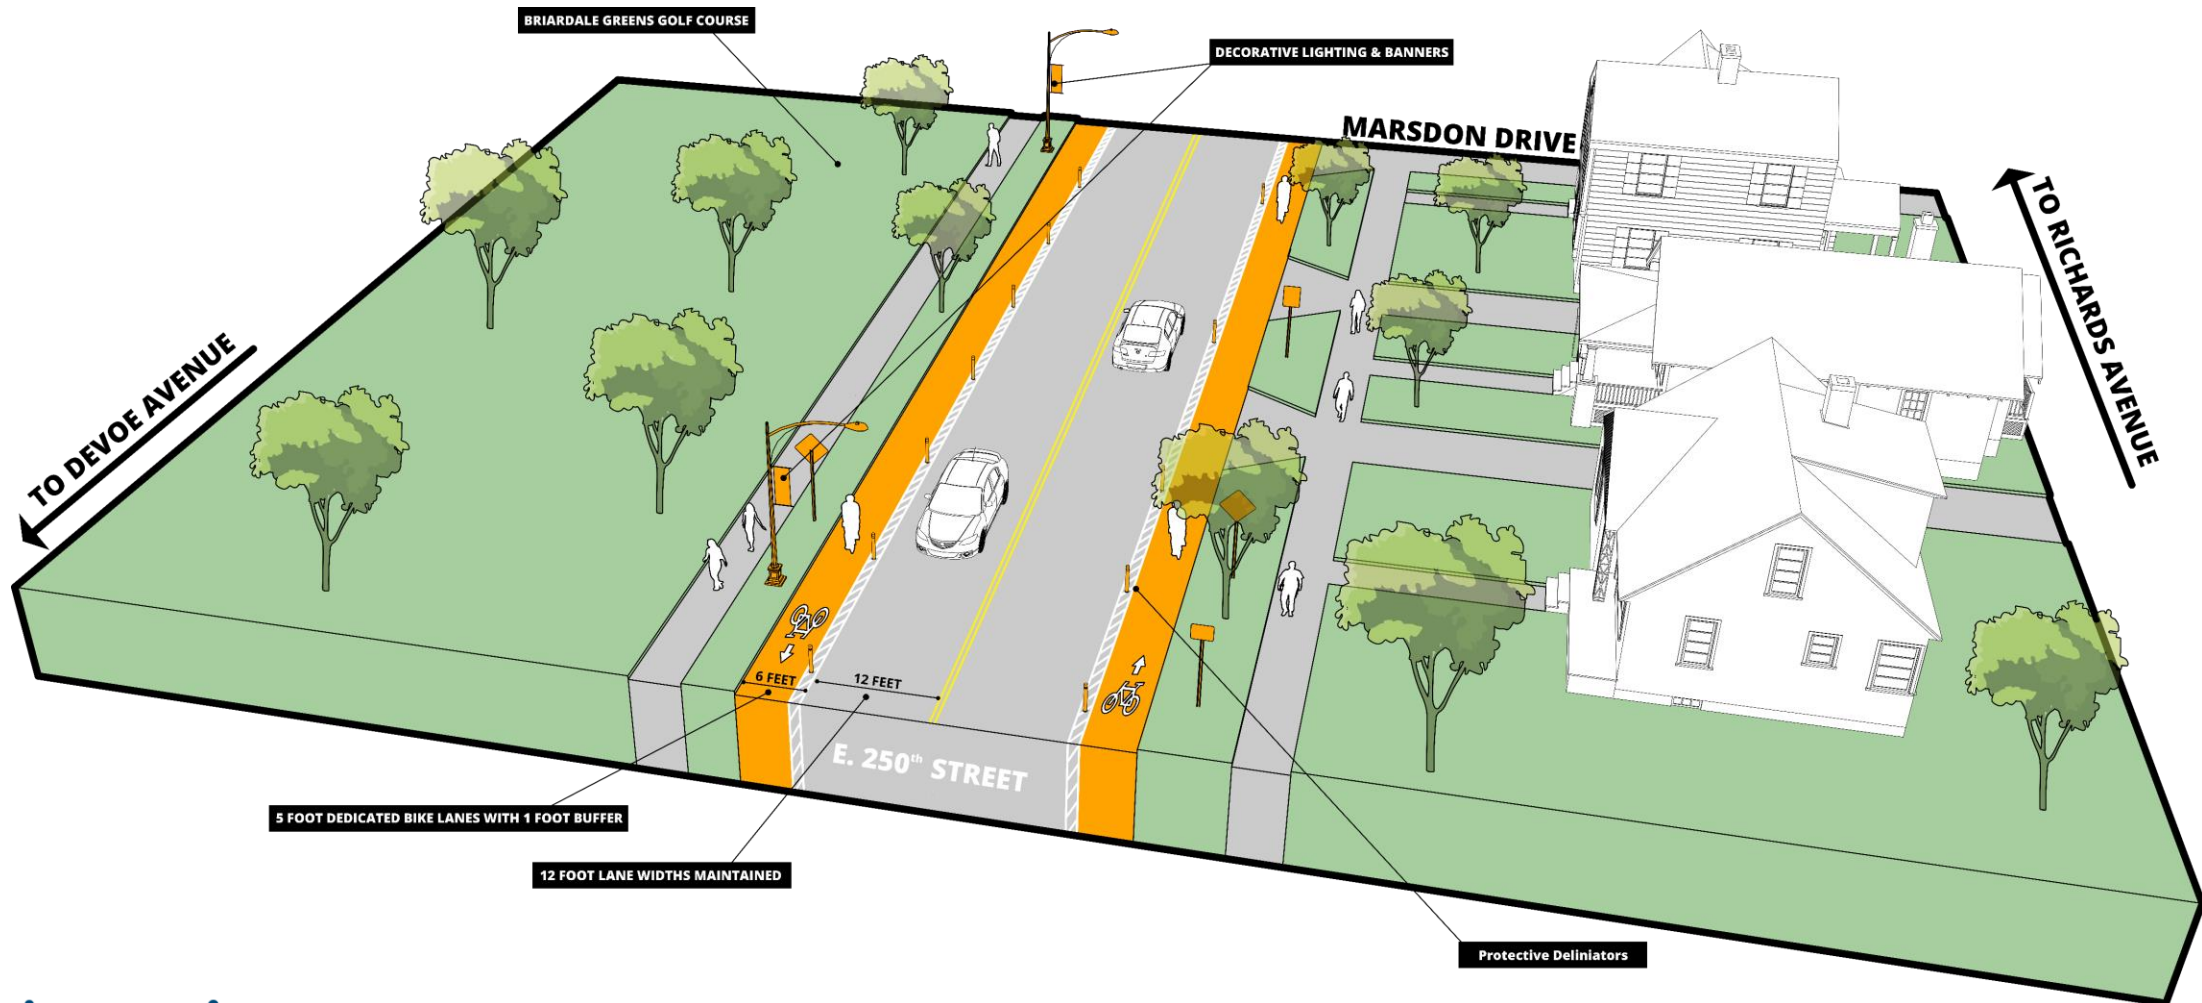 BRIARDALE GREENS GOLF COURSE
DECORATIVE LIGHTING & BANNERS
MARSDON DRIVE
TO RICHARDS AVENUE
TO DEVOE AVENUE
6 FEET
12 FEET
E. 250th STREET
5 FOOT DEDICATED BIKE LANES WITH 1 FOOT BUFFER
12 FOOT LANE WIDTHS MAINTAINED
Protective Deliniators